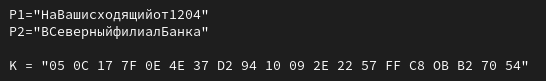 P1="НаВашисходящийот1204"
P2="ВСеверныйфилиалБанка"
K = "05 0C 17 7F 0E 4E 37 D2 94 10 09 2E 22 57 FF C8 0B B2 70 54"